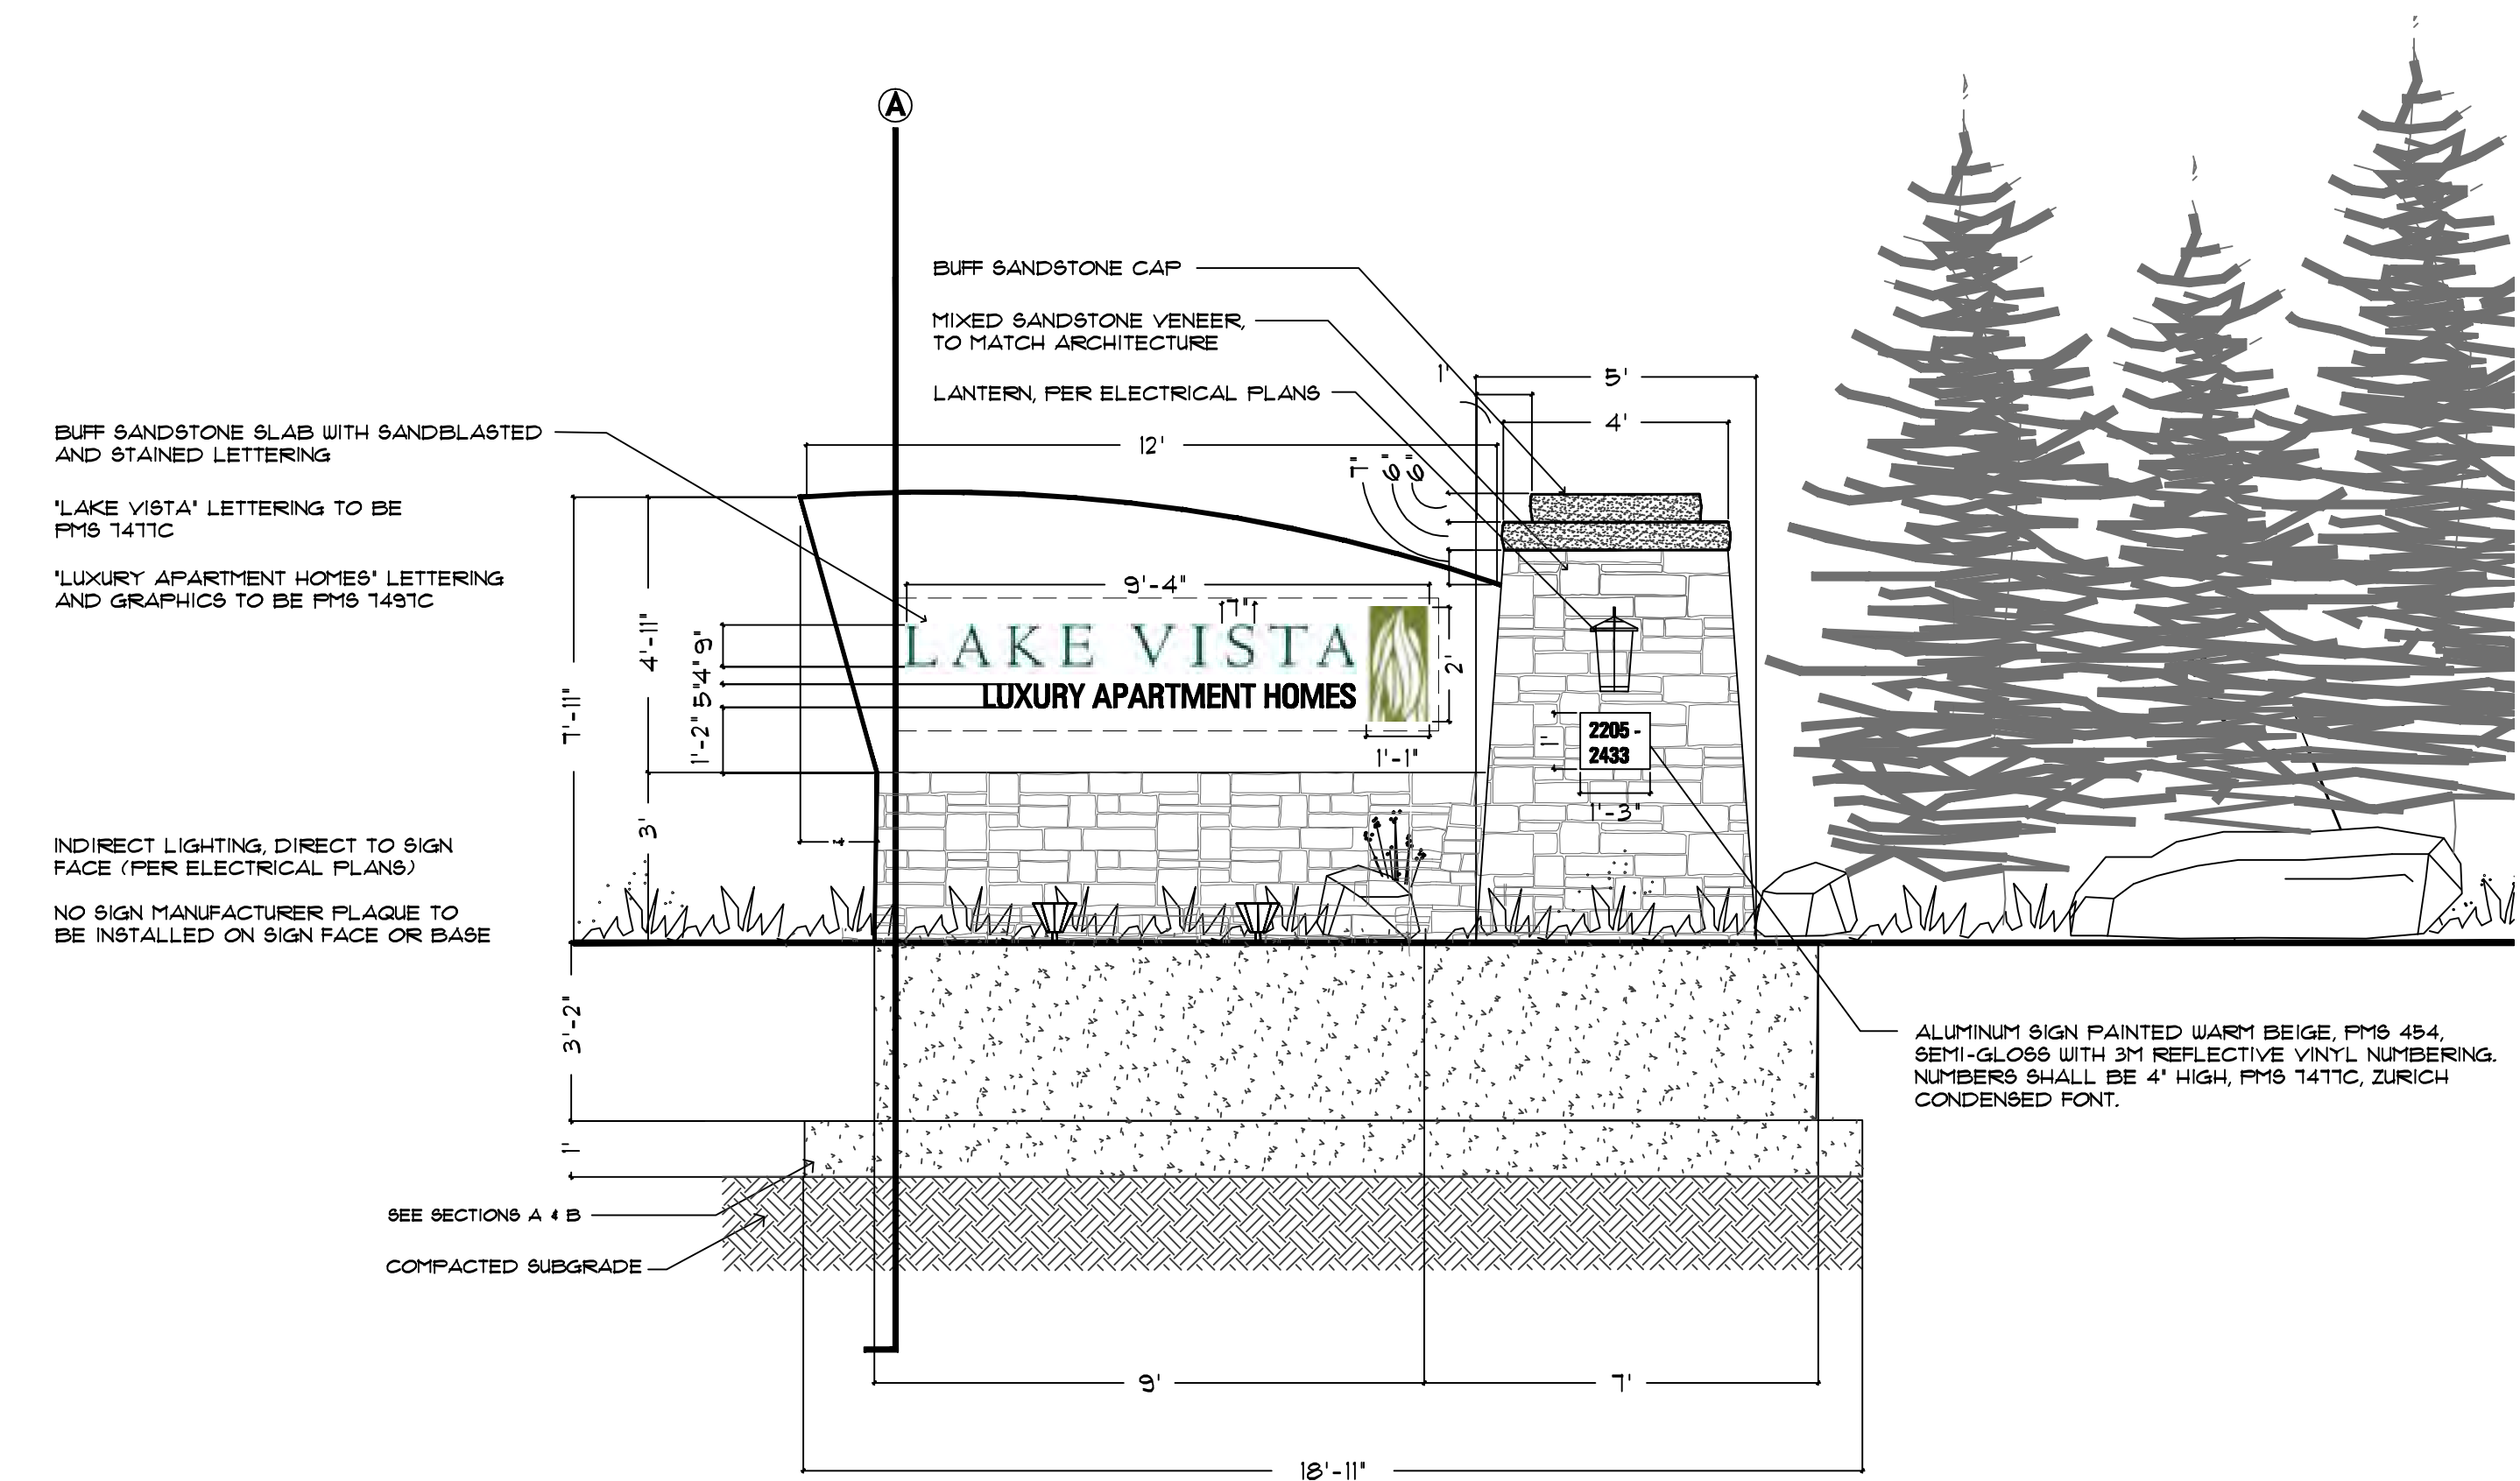 A
BUFF SANDSTONE CAP
MIXED SANDSTONE VENEER,
TO MATCH ARCHITECTURE
LANTERN, PER ELECTRICAL PLANS
BUFF SANDSTONE SLAB WITH SANDBLASTED
AND STAINED LETTERING
"LAKE VISTA" LETTERING TO BE
PMS 7477C
"LUXURY APARTMENT HOMES" LETTERING
AND GRAPHICS TO BE PMS 7497C
INDIRECT LIGHTING, DIRECT TO SIGN
FACE (PER ELECTRICAL PLANS)
NO SIGN MANUFACTURER PLAQUE TO
BE INSTALLED ON SIGN FACE OR BASE
1'
5'
4'
12'
7"
6"
6"
9'-4"
7"
LAKE VISTA
LUXURY APARTMENT HOMES
2'
1'-1"
7'-11"
4'-11"
3'
9"
4"
5"
1'-2"
2205 -
2433
1'
1'-3"
3'-2"
1'
ALUMINUM SIGN PAINTED WARM BEIGE, PMS 454,
SEMI-GLOSS WITH 3M REFLECTIVE VINYL NUMBERING.
NUMBERS SHALL BE 4" HIGH, PMS 7477C, ZURICH
CONDENSED FONT.
SEE SECTIONS A & B
COMPACTED SUBGRADE
9'
7'
18'-11"